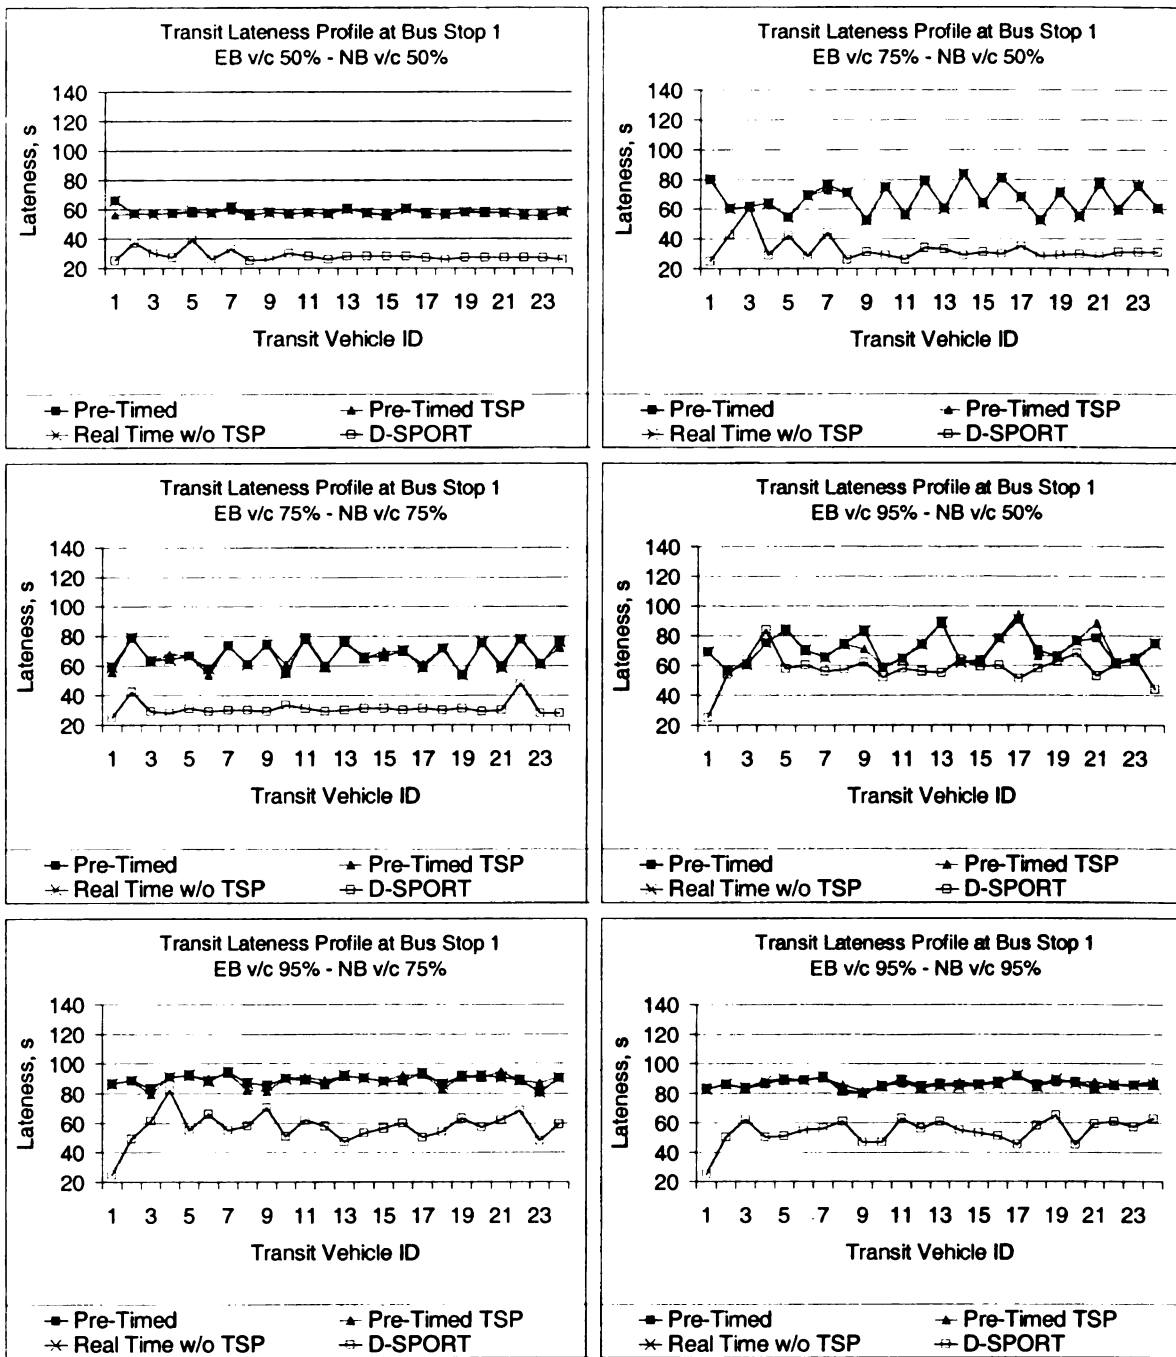 Transit Lateness Profile at Bus Stop 1
EB v/c 50% - NB v/c 50%
140
120
100
80
60
40
20
Lateness, s
1 3 5 7 9 11 13 15 17 19 21 23
Transit Vehicle ID
Pre-Timed Pre-Timed TSP
Real Time w/o TSP D-SPORT
Transit Lateness Profile at Bus Stop 1
EB v/c 75% - NB v/c 50%
140
120
100
80
60
40
20
Lateness, s
1 3 5 7 9 11 13 15 17 19 21 23
Transit Vehicle ID
Pre-Timed Pre-Timed TSP
Real Time w/o TSP D-SPORT
Transit Lateness Profile at Bus Stop 1
EB v/c 75% - NB v/c 75%
140
120
100
80
60
40
20
Lateness, s
1 3 5 7 9 11 13 15 17 19 21 23
Transit Vehicle ID
Pre-Timed Pre-Timed TSP
Real Time w/o TSP D-SPORT
Transit Lateness Profile at Bus Stop 1
EB v/c 95% - NB v/c 50%
140
120
100
80
60
40
20
Lateness, s
1 3 5 7 9 11 13 15 17 19 21 23
Transit Vehicle ID
Pre-Timed Pre-Timed TSP
Real Time w/o TSP D-SPORT
Transit Lateness Profile at Bus Stop 1
EB v/c 95% - NB v/c 75%
140
120
100
80
60
40
20
Lateness, s
1 3 5 7 9 11 13 15 17 19 21 23
Transit Vehicle ID
Pre-Timed Pre-Timed TSP
Real Time w/o TSP D-SPORT
Transit Lateness Profile at Bus Stop 1
EB v/c 95% - NB v/c 95%
140
120
100
80
60
40
20
Lateness, s
1 3 5 7 9 11 13 15 17 19 21 23
Transit Vehicle ID
Pre-Timed Pre-Timed TSP
Real Time w/o TSP D-SPORT